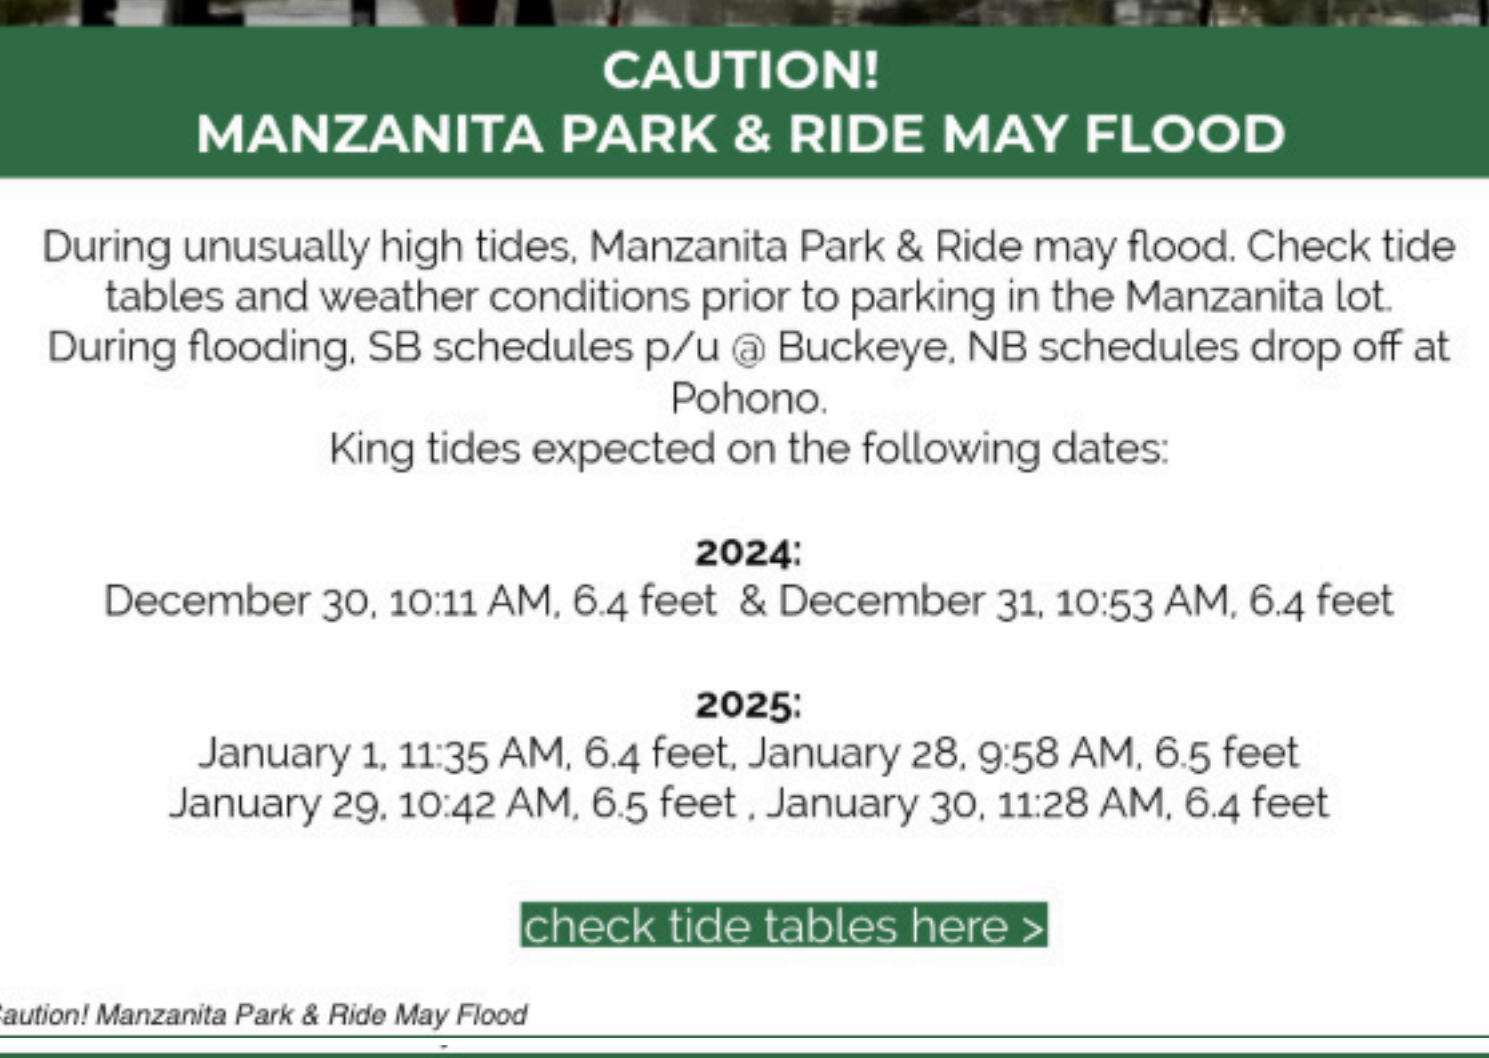 CAUTION!
MANZANITA PARK & RIDE MAY FLOOD
During unusually high tides, Manzanita Park & Ride may flood. Check tide
tables and weather conditions prior to parking in the Manzanita lot.
During flooding, SB schedules p/u @ Buckeye, NB schedules drop off at
Pohono.
King tides expected on the following dates:
2024:
December 30, 10:11 AM, 6.4 feet & December 31, 10:53 AM, 6.4 feet
2025:
January 1, 11:35 AM, 6.4 feet, January 28, 9:58 AM, 6.5 feet
January 29, 10:42 AM, 6.5 feet , January 30, 11:28 AM, 6.4 feet
check tide tables here >
Caution! Manzanita Park & Ride May Flood